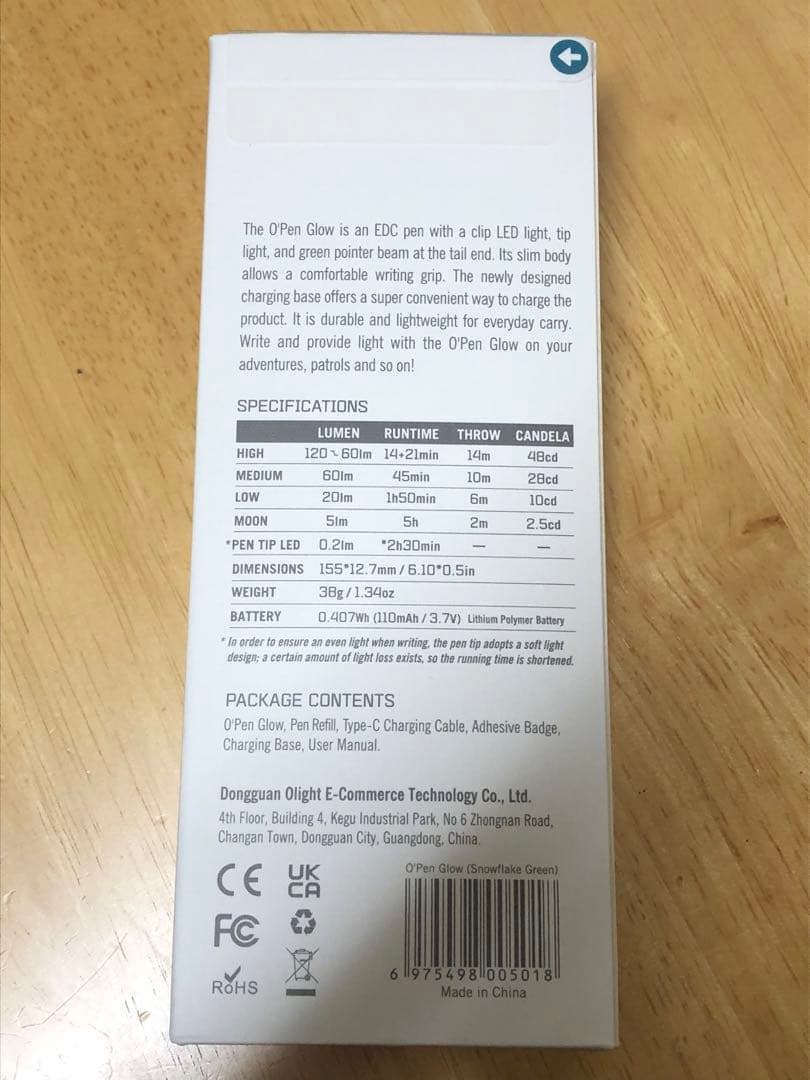 The O'Pen Glow is an EDC pen with a clip LED light, tip
light, and green pointer beam at the tail end. Its slim body
allows a comfortable writing grip. The newly designed
charging base offers a super convenient way to charge the
product. It is durable and lightweight for everyday carry.
Write and provide light with the O'Pen Glow on your
adventures, patrols and so on!
SPECIFICATIONS
LUMEN RUNTIME THROW CANDELA
HIGH 120~60lm 14+21min 14m 48cd
MEDIUM 60lm 45min 10m 28cd
LOW 20lm 1h50min 6m 10cd
MOON 5lm 5h 2m 2.5cd
*PEN TIP LED 0.2lm *2h30min — —
DIMENSIONS 155*12.7mm / 6.10*0.5in
WEIGHT 38g / 1.34oz
BATTERY 0.407Wh (110mAh / 3.7V) Lithium Polymer Battery
* In order to ensure an even light when writing, the pen tip adopts a soft light
design; a certain amount of light loss exists, so the running time is shortened.
PACKAGE CONTENTS
O'Pen Glow, Pen Refill, Type-C Charging Cable, Adhesive Badge,
Charging Base, User Manual.
Dongguan Olight E-Commerce Technology Co., Ltd.
4th Floor, Building 4, Kegu Industrial Park, No 6 Zhongnan Road,
Changan Town, Dongguan City, Guangdong, China.
CE UK
CA
FC
RoHS
O'Pen Glow (Snowflake Green)
6 975498 005018
Made in China